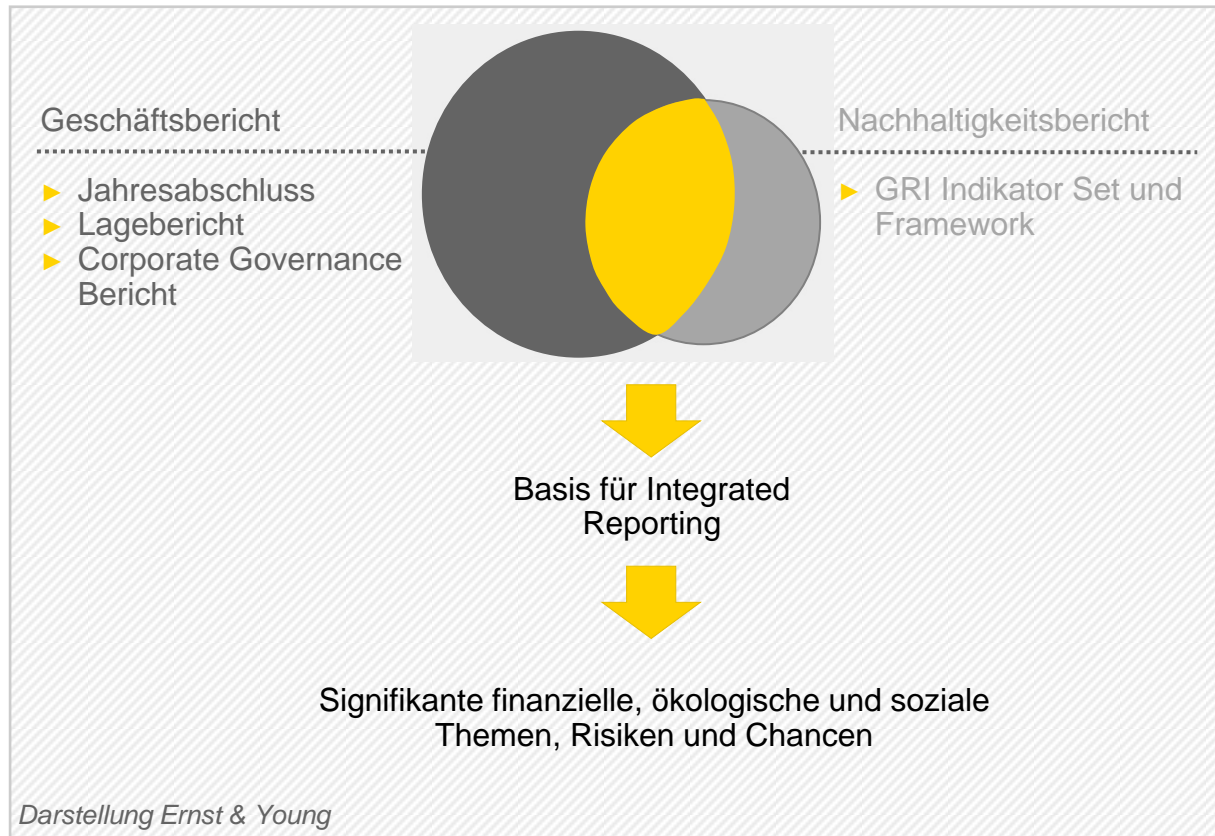 Geschäftsbericht
► Jahresabschluss
► Lagebericht
► Corporate Governance
Bericht
Nachhaltigkeitsbericht
► GRI Indikator Set und
Framework
Basis für Integrated
Reporting
Signifikante finanzielle, ökologische und soziale
Themen, Risiken und Chancen
Darstellung Ernst & Young